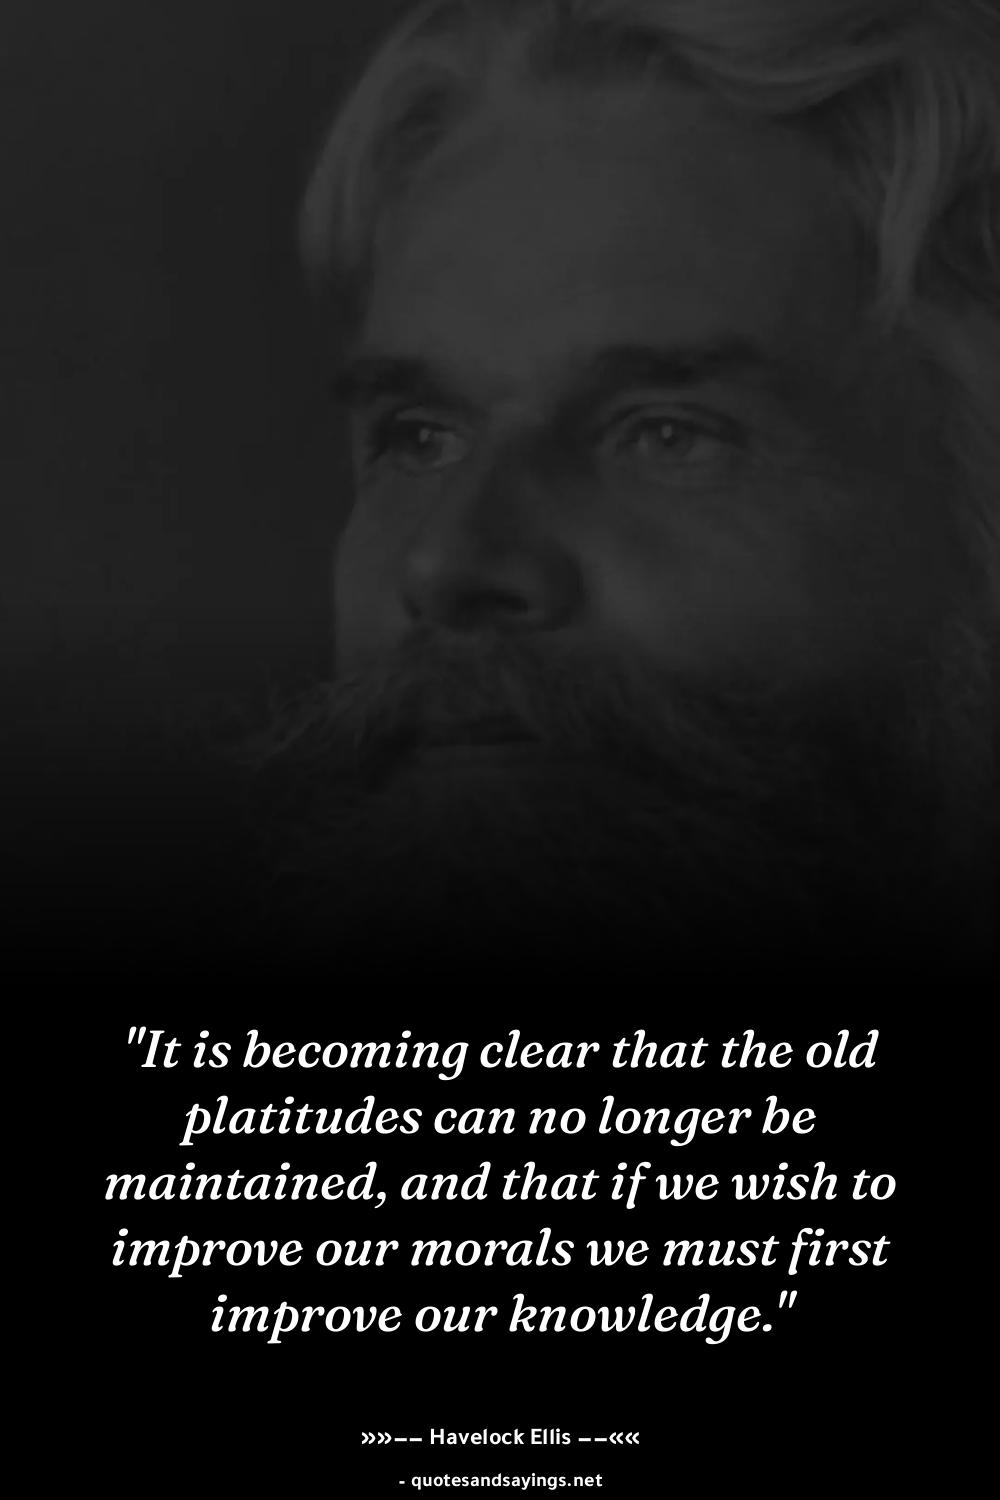 "It is becoming clear that the old
platitudes can no longer be
maintained, and that if we wish to
improve our morals we must first
improve our knowledge."
»»–– Havelock Ellis ––««
- quotesandsayings.net